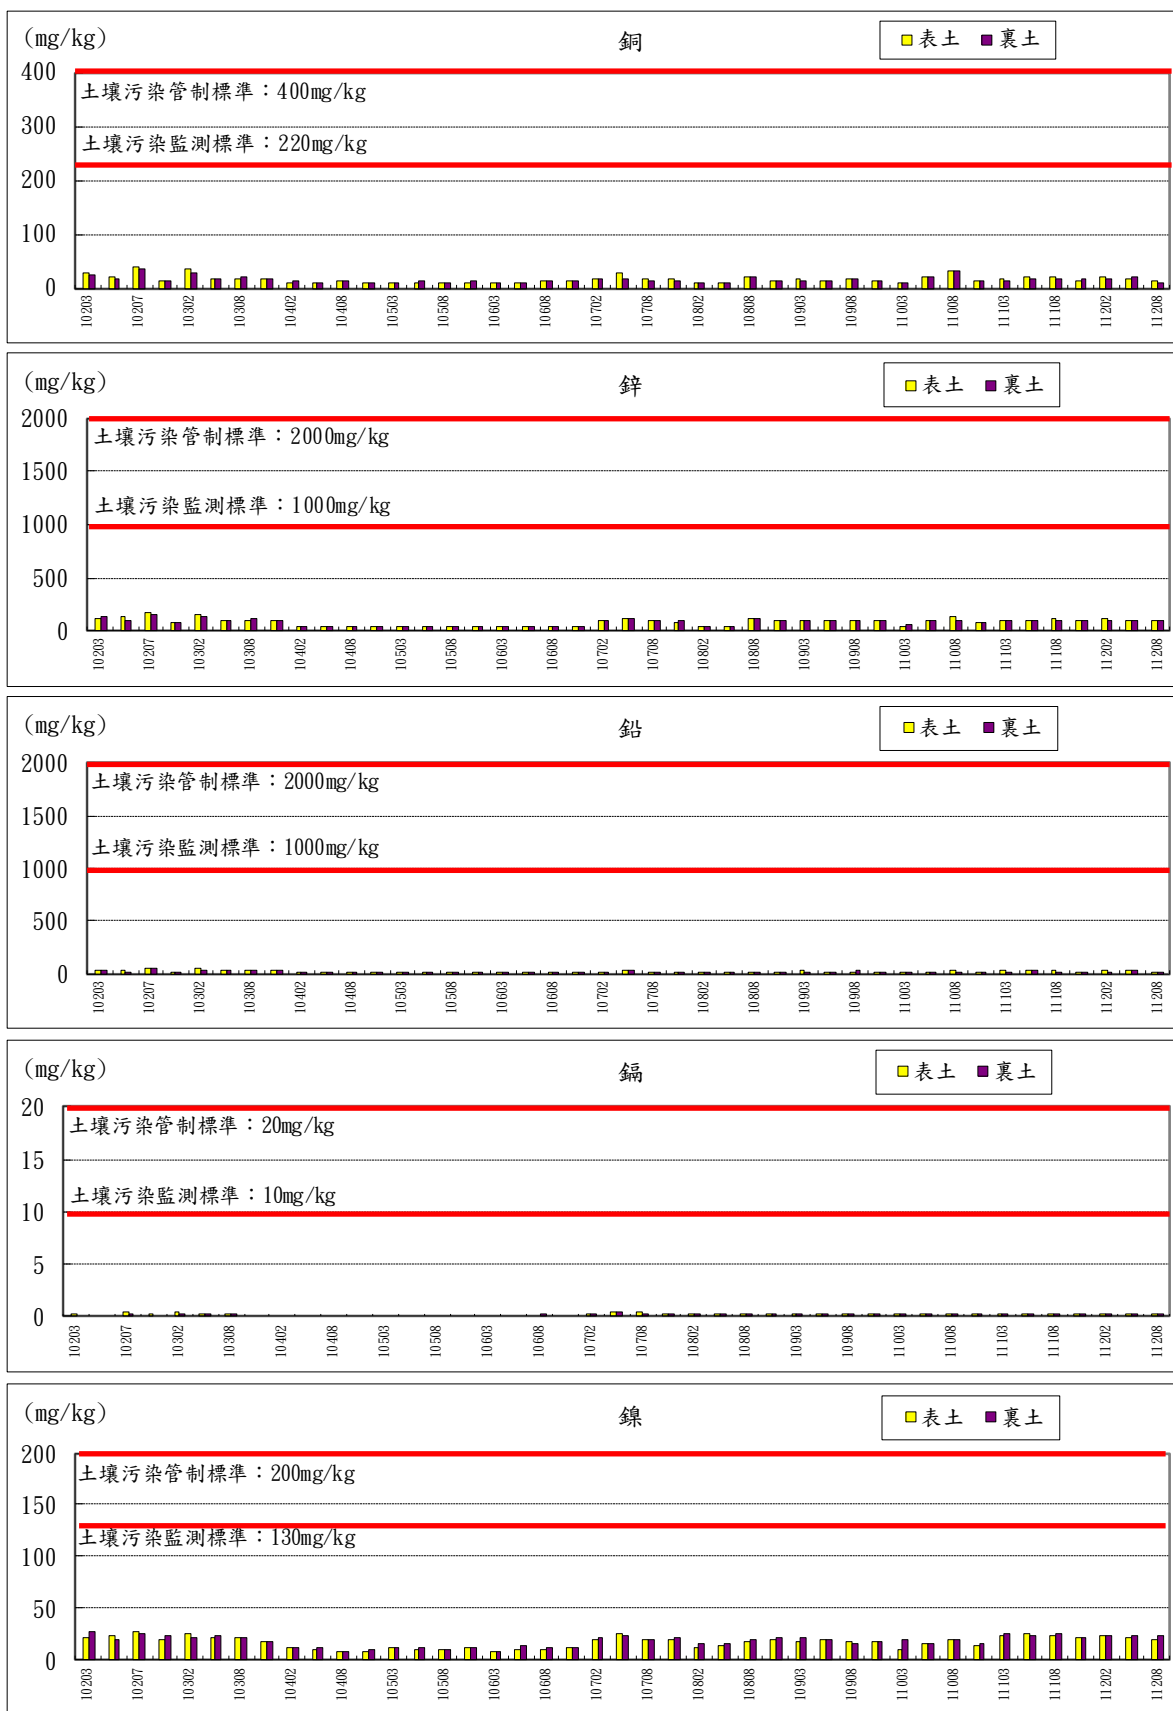 (mg/kg) 銅 表土 裏土
400
土壤污染管制標準：400mg/kg
300
土壤污染監測標準：220mg/kg
200
100
0
10203 10207 10302 10308 10402 10408 10503 10508 10603 10608 10702 10708 10802 10808 10903 10908 11003 11008 11103 11108 11202 11208
(mg/kg) 鋅 表土 裏土
2000
土壤污染管制標準：2000mg/kg
1500
土壤污染監測標準：1000mg/kg
1000
500
0
10203 10207 10302 10308 10402 10408 10503 10508 10603 10608 10702 10708 10802 10808 10903 10908 11003 11008 11103 11108 11202 11208
(mg/kg) 鉛 表土 裏土
2000
土壤污染管制標準：2000mg/kg
1500
土壤污染監測標準：1000mg/kg
1000
500
0
10203 10207 10302 10308 10402 10408 10503 10508 10603 10608 10702 10708 10802 10808 10903 10908 11003 11008 11103 11108 11202 11208
(mg/kg) 鎘 表土 裏土
20
土壤污染管制標準：20mg/kg
15
土壤污染監測標準：10mg/kg
10
5
0
10203 10207 10302 10308 10402 10408 10503 10508 10603 10608 10702 10708 10802 10808 10903 10908 11003 11008 11103 11108 11202 11208
(mg/kg) 鎳 表土 裏土
200
土壤污染管制標準：200mg/kg
150
土壤污染監測標準：130mg/kg
100
50
0
10203 10207 10302 10308 10402 10408 10503 10508 10603 10608 10702 10708 10802 10808 10903 10908 11003 11008 11103 11108 11202 11208